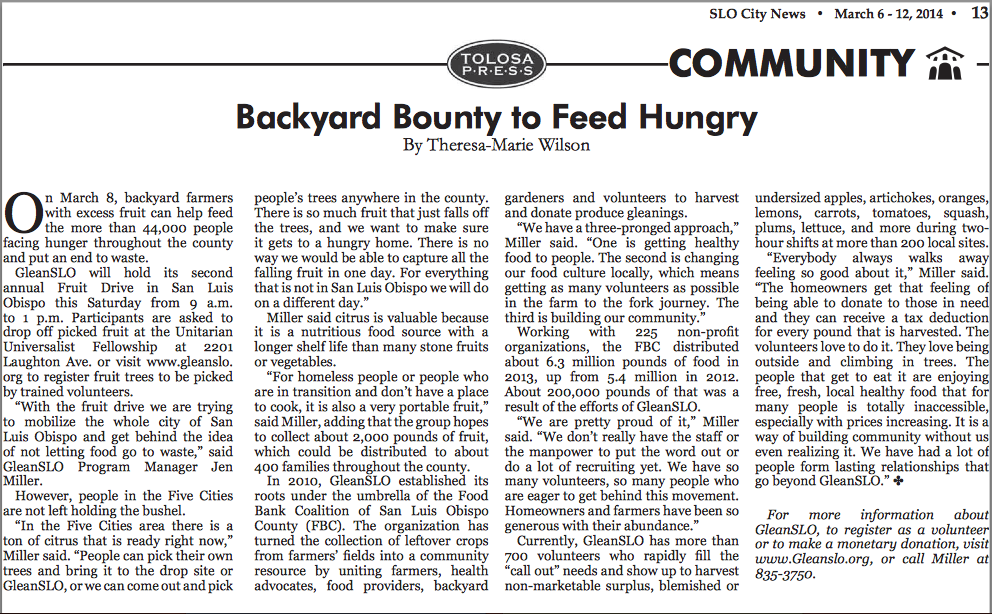 SLO City News • March 6 - 12, 2014 • 13
TOLOSA
P·R·E·S·S
COMMUNITY
Backyard Bounty to Feed Hungry
By Theresa-Marie Wilson
On March 8, backyard farmers
with excess fruit can help feed
the more than 44,000 people
facing hunger throughout the county
and put an end to waste.
GleanSLO will hold its second
annual Fruit Drive in San Luis
Obispo this Saturday from 9 a.m.
to 1 p.m. Participants are asked to
drop off picked fruit at the Unitarian
Universalist Fellowship at 2201
Laughton Ave. or visit www.gleanslo.
org to register fruit trees to be picked
by trained volunteers.
“With the fruit drive we are trying
to mobilize the whole city of San
Luis Obispo and get behind the idea
of not letting food go to waste,” said
GleanSLO Program Manager Jen
Miller.
However, people in the Five Cities
are not left holding the bushel.
“In the Five Cities area there is a
ton of citrus that is ready right now,”
Miller said. “People can pick their own
trees and bring it to the drop site or
GleanSLO, or we can come out and pick
people’s trees anywhere in the county.
There is so much fruit that just falls off
the trees, and we want to make sure
it gets to a hungry home. There is no
way we would be able to capture all the
falling fruit in one day. For everything
that is not in San Luis Obispo we will do
on a different day.”
Miller said citrus is valuable because
it is a nutritious food source with a
longer shelf life than many stone fruits
or vegetables.
“For homeless people or people who
are in transition and don’t have a place
to cook, it is also a very portable fruit,”
said Miller, adding that the group hopes
to collect about 2,000 pounds of fruit,
which could be distributed to about
400 families throughout the county.
In 2010, GleanSLO established its
roots under the umbrella of the Food
Bank Coalition of San Luis Obispo
County (FBC). The organization has
turned the collection of leftover crops
from farmers’ fields into a community
resource by uniting farmers, health
advocates, food providers, backyard
gardeners and volunteers to harvest
and donate produce gleanings.
“We have a three-pronged approach,”
Miller said. “One is getting healthy
food to people. The second is changing
our food culture locally, which means
getting as many volunteers as possible
in the farm to the fork journey. The
third is building our community.”
Working with 225 non-profit
organizations, the FBC distributed
about 6.3 million pounds of food in
2013, up from 5.4 million in 2012.
About 200,000 pounds of that was a
result of the efforts of GleanSLO.
“We are pretty proud of it,” Miller
said. “We don’t really have the staff or
the manpower to put the word out or
do a lot of recruiting yet. We have so
many volunteers, so many people who
are eager to get behind this movement.
Homeowners and farmers have been so
generous with their abundance.”
Currently, GleanSLO has more than
700 volunteers who rapidly fill the
“call out” needs and show up to harvest
non-marketable surplus, blemished or
undersized apples, artichokes, oranges,
lemons, carrots, tomatoes, squash,
plums, lettuce, and more during two-
hour shifts at more than 200 local sites.
“Everybody always walks away
feeling so good about it,” Miller said.
“The homeowners get that feeling of
being able to donate to those in need
and they can receive a tax deduction
for every pound that is harvested. The
volunteers love to do it. They love being
outside and climbing in trees. The
people that get to eat it are enjoying
free, fresh, local healthy food that for
many people is totally inaccessible,
especially with prices increasing. It is a
way of building community without us
even realizing it. We have had a lot of
people form lasting relationships that
go beyond GleanSLO.” ✤
For more information about
GleanSLO, to register as a volunteer
or to make a monetary donation, visit
www.Gleanslo.org, or call Miller at
835-3750.